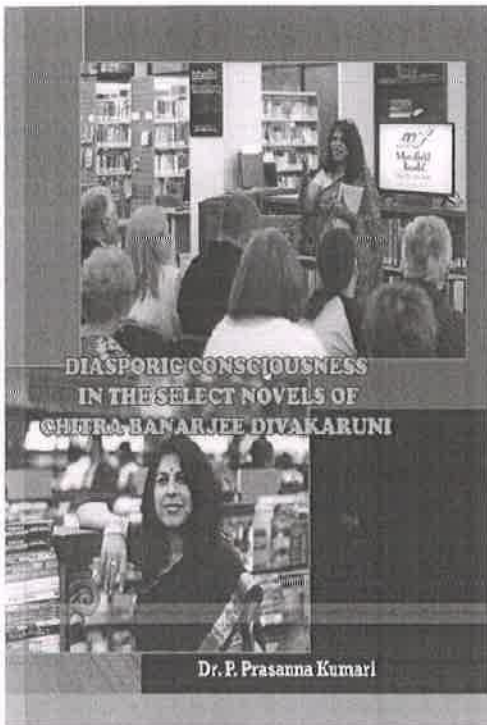 DIASPORIC CONSCIOUSNESS
IN THE SELECT NOVELS OF
CHITRA BANARJEE DIVAKARUNI
Dr. P. Prasanna Kumari